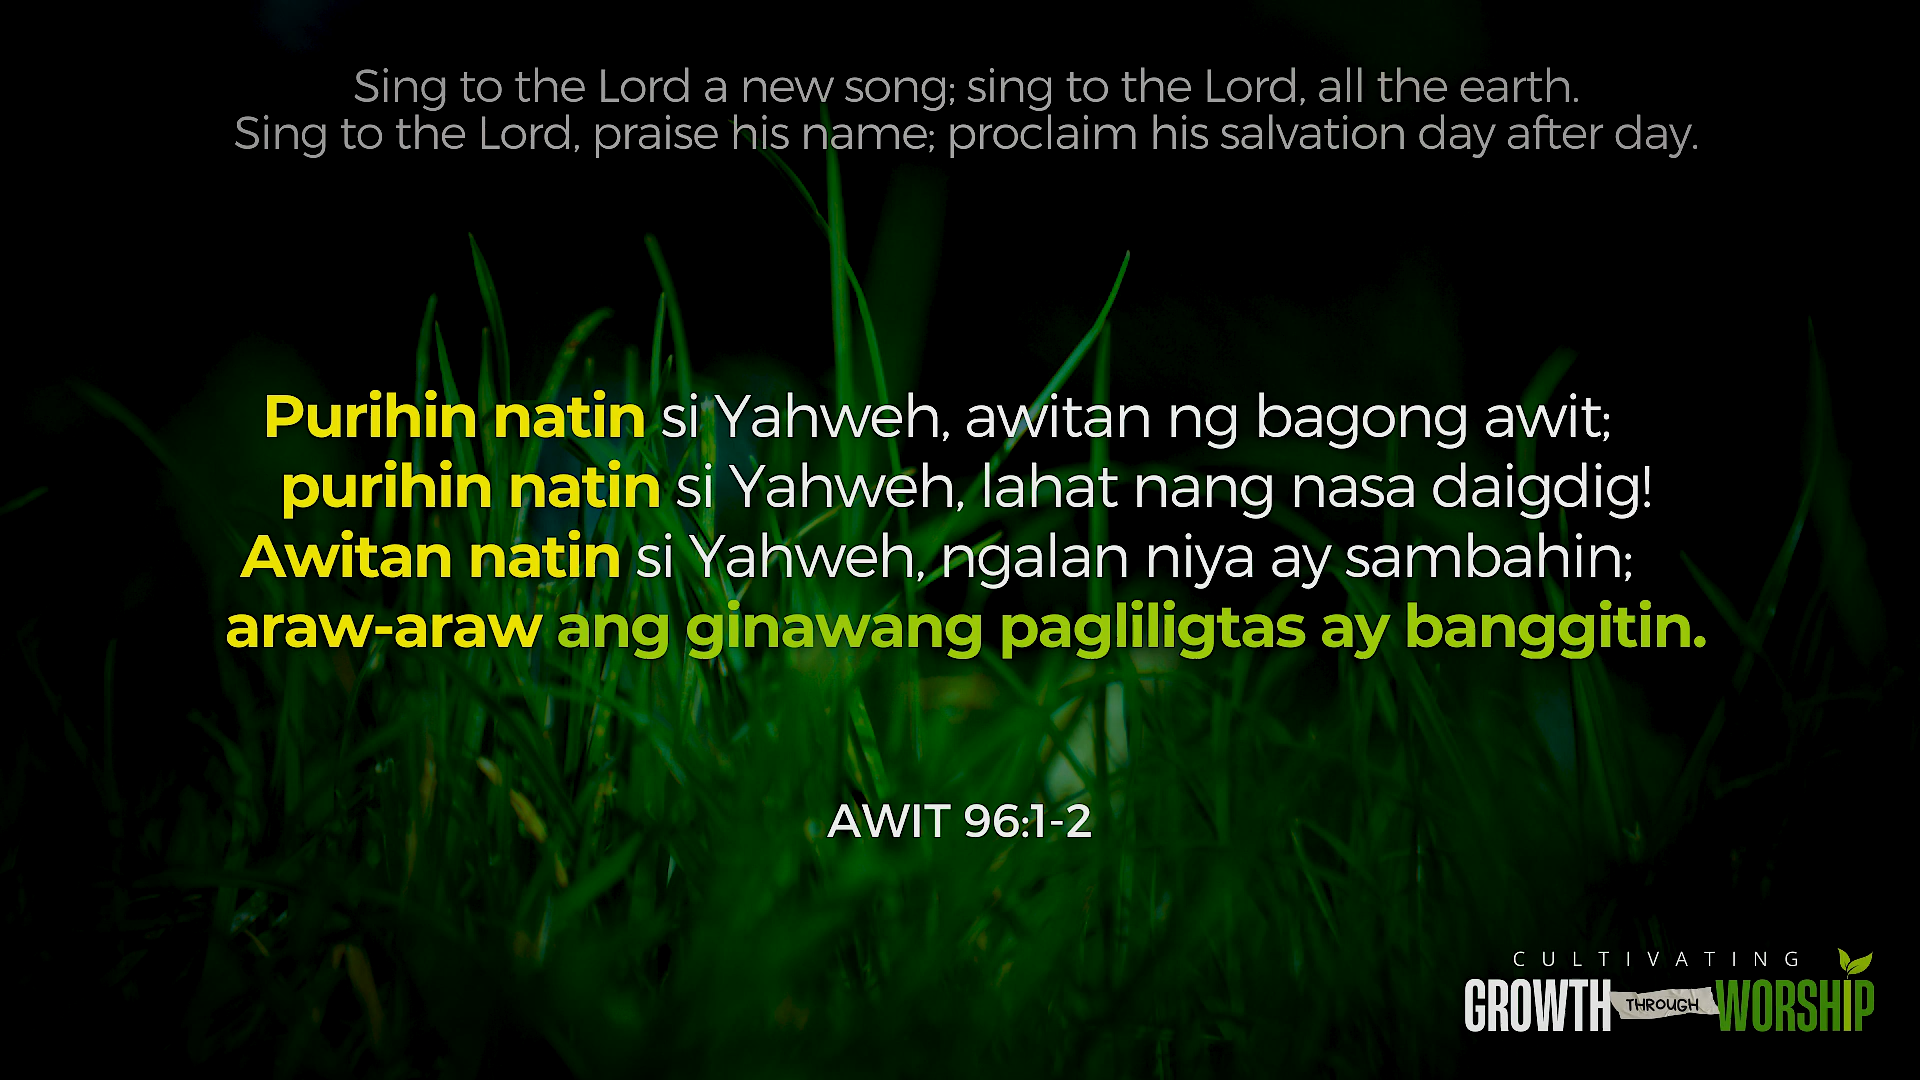 Sing to the Lord a new song; sing to the Lord, all the earth.
Sing to the Lord, praise his name; proclaim his salvation day after day.
Purihin natin si Yahweh, awitan ng bagong awit;
purihin natin si Yahweh, lahat nang nasa daigdig!
Awitan natin si Yahweh, ngalan niya ay sambahin;
araw-araw ang ginawang pagliligtas ay banggitin.
AWIT 96:1-2
CULTIVATING
GROWTH THROUGH WORSHIP